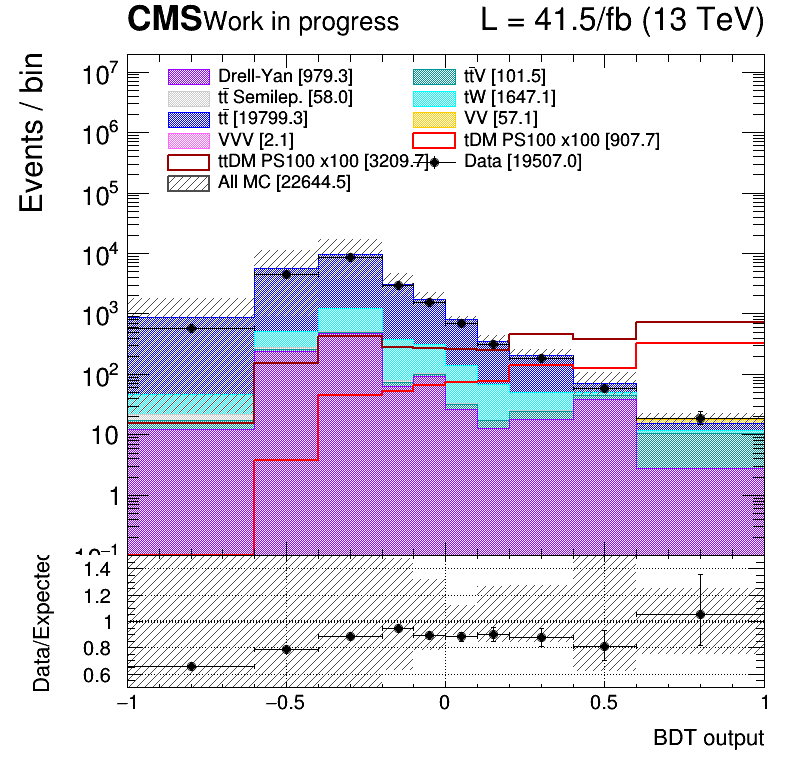 CMS Work in progress L = 41.5/fb (13 TeV)
Events / bin
10⁷
10⁶
10⁵
10⁴
10³
10²
10
1
10⁻¹
Drell-Yan [979.3]
tt̄V [101.5]
tt̄ Semilep. [58.0]
tW [1647.1]
tt̄ [19799.3]
VV [57.1]
VVV [2.1]
tDM PS100 x100 [907.7]
ttDM PS100 x100 [3209.7]
Data [19507.0]
All MC [22644.5]
Data/Expected
1.4
1.2
1
0.8
0.6
−1 −0.5 0 0.5 1
BDT output